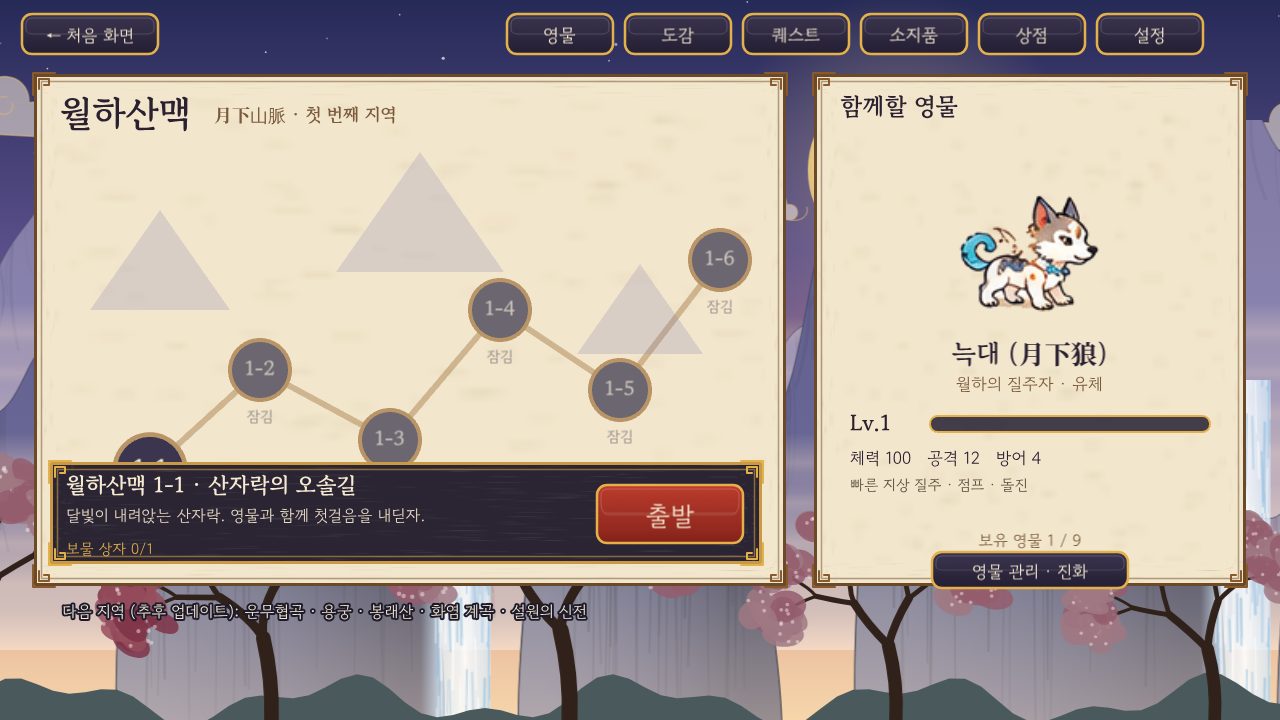 ← 처음 화면
영물
도감
퀘스트
소지품
상점
설정
월하산맥
月下山脈 · 첫 번째 지역
1-6
잠김
1-4
잠김
1-2
잠김
1-5
잠김
1-3
월하산맥 1-1 · 산자락의 오솔길
달빛이 내려앉는 산자락. 영물과 함께 첫걸음을 내딛자.
보물 상자 0/1
출발
다음 지역 (추후 업데이트): 운무협곡 · 용궁 · 봉래산 · 화염 계곡 · 설원의 신전
함께할 영물
늑대 (月下狼)
월하의 질주자 · 유체
Lv.1
체력 100 공격 12 방어 4
빠른 지상 질주 · 점프 · 돌진
보유 영물 1 / 9
영물 관리 · 진화